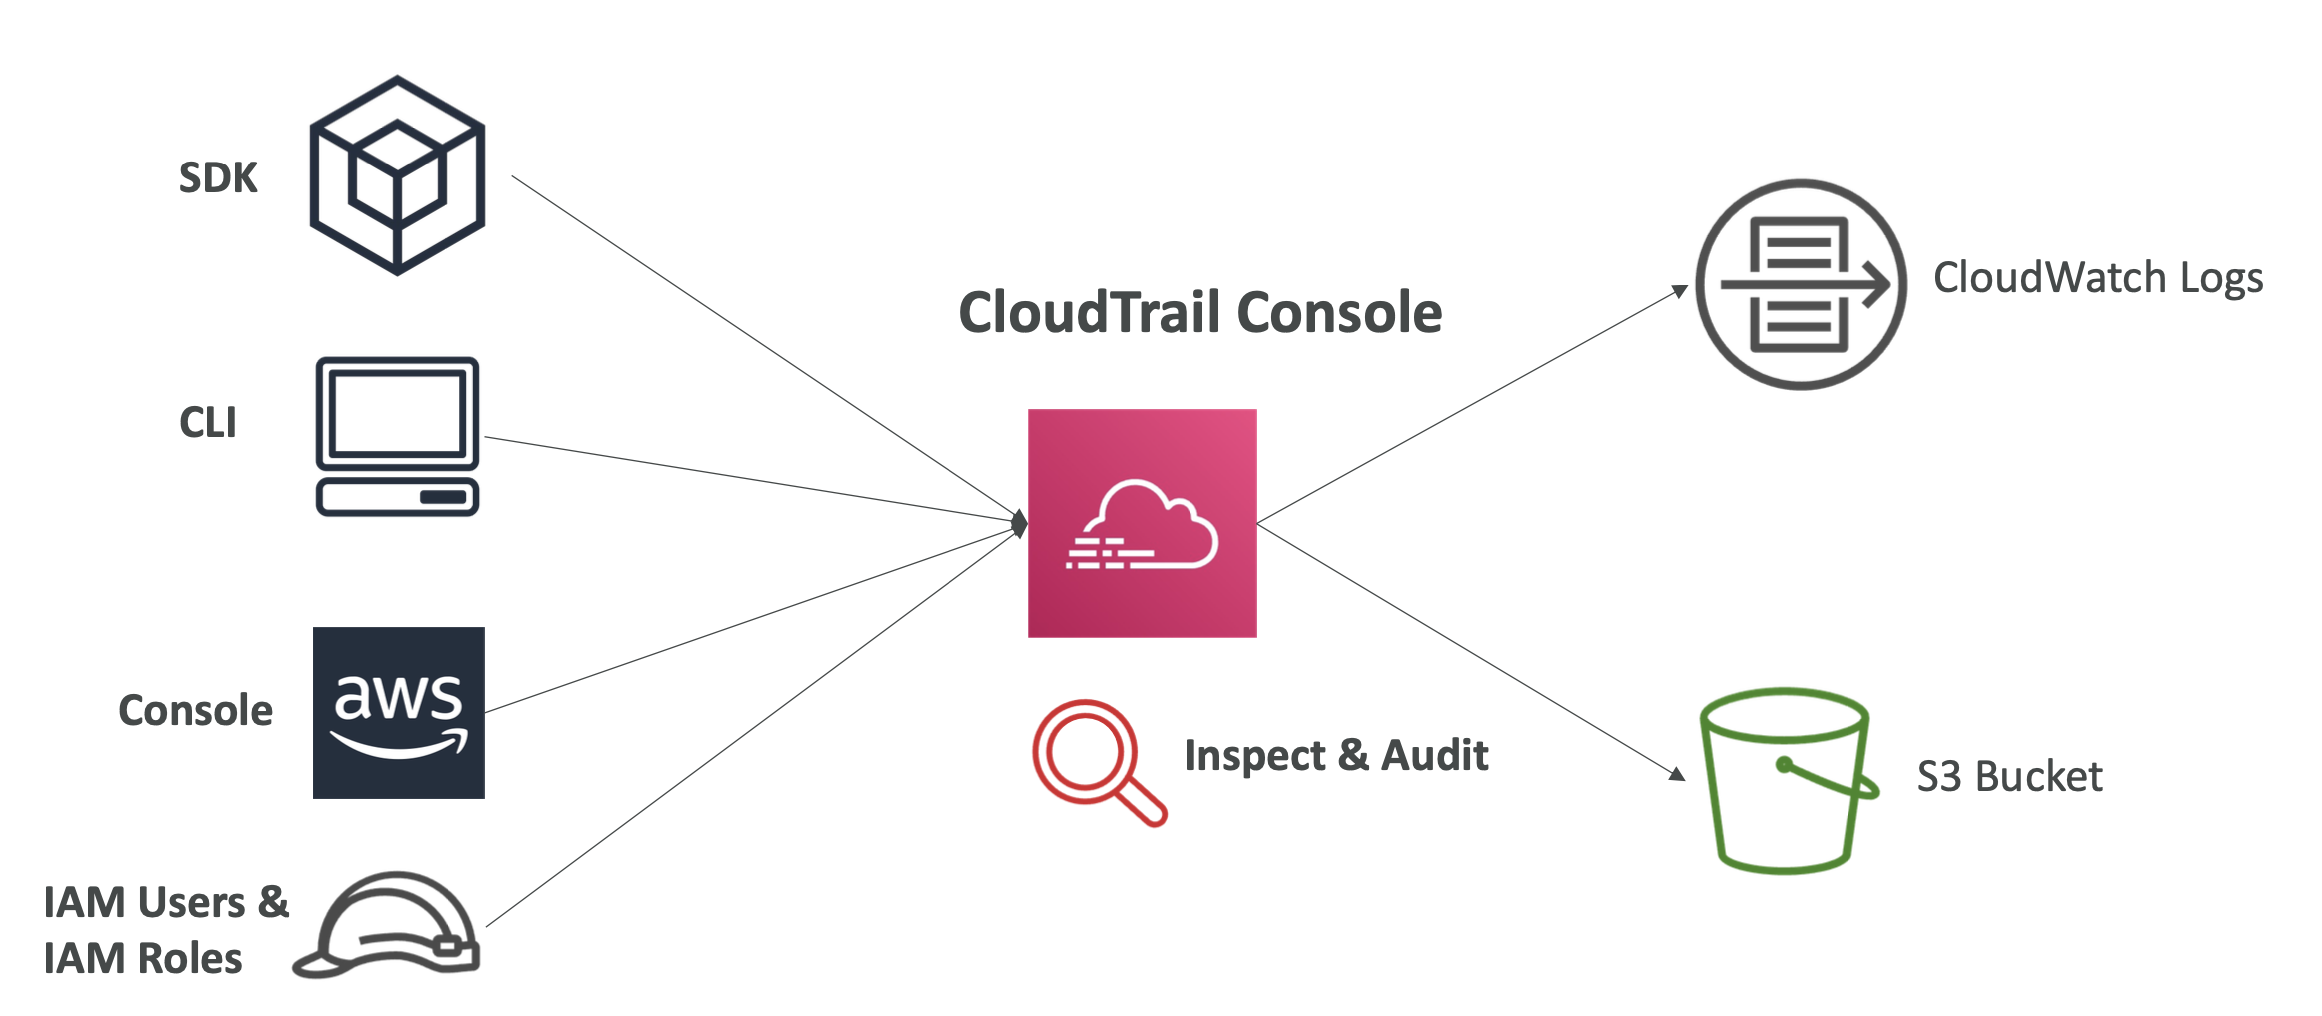 SDK
CLI
Console
aws
IAM Users &
IAM Roles
CloudTrail Console
Inspect & Audit
CloudWatch Logs
S3 Bucket